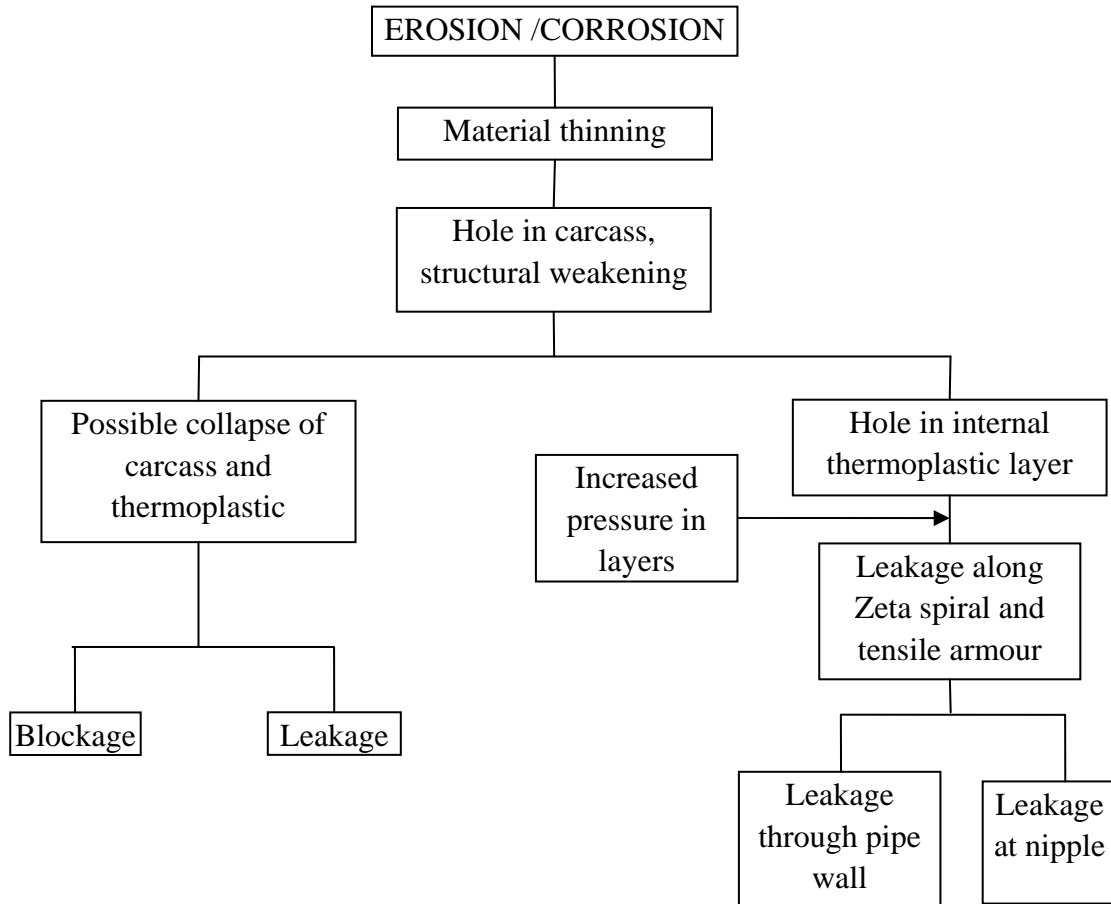 EROSION /CORROSION
Material thinning
Hole in carcass,
structural weakening
Possible collapse of
carcass and
thermoplastic
Hole in internal
thermoplastic layer
Increased
pressure in
layers
Leakage along
Zeta spiral and
tensile armour
Blockage
Leakage
Leakage
through pipe
wall
Leakage
at nipple